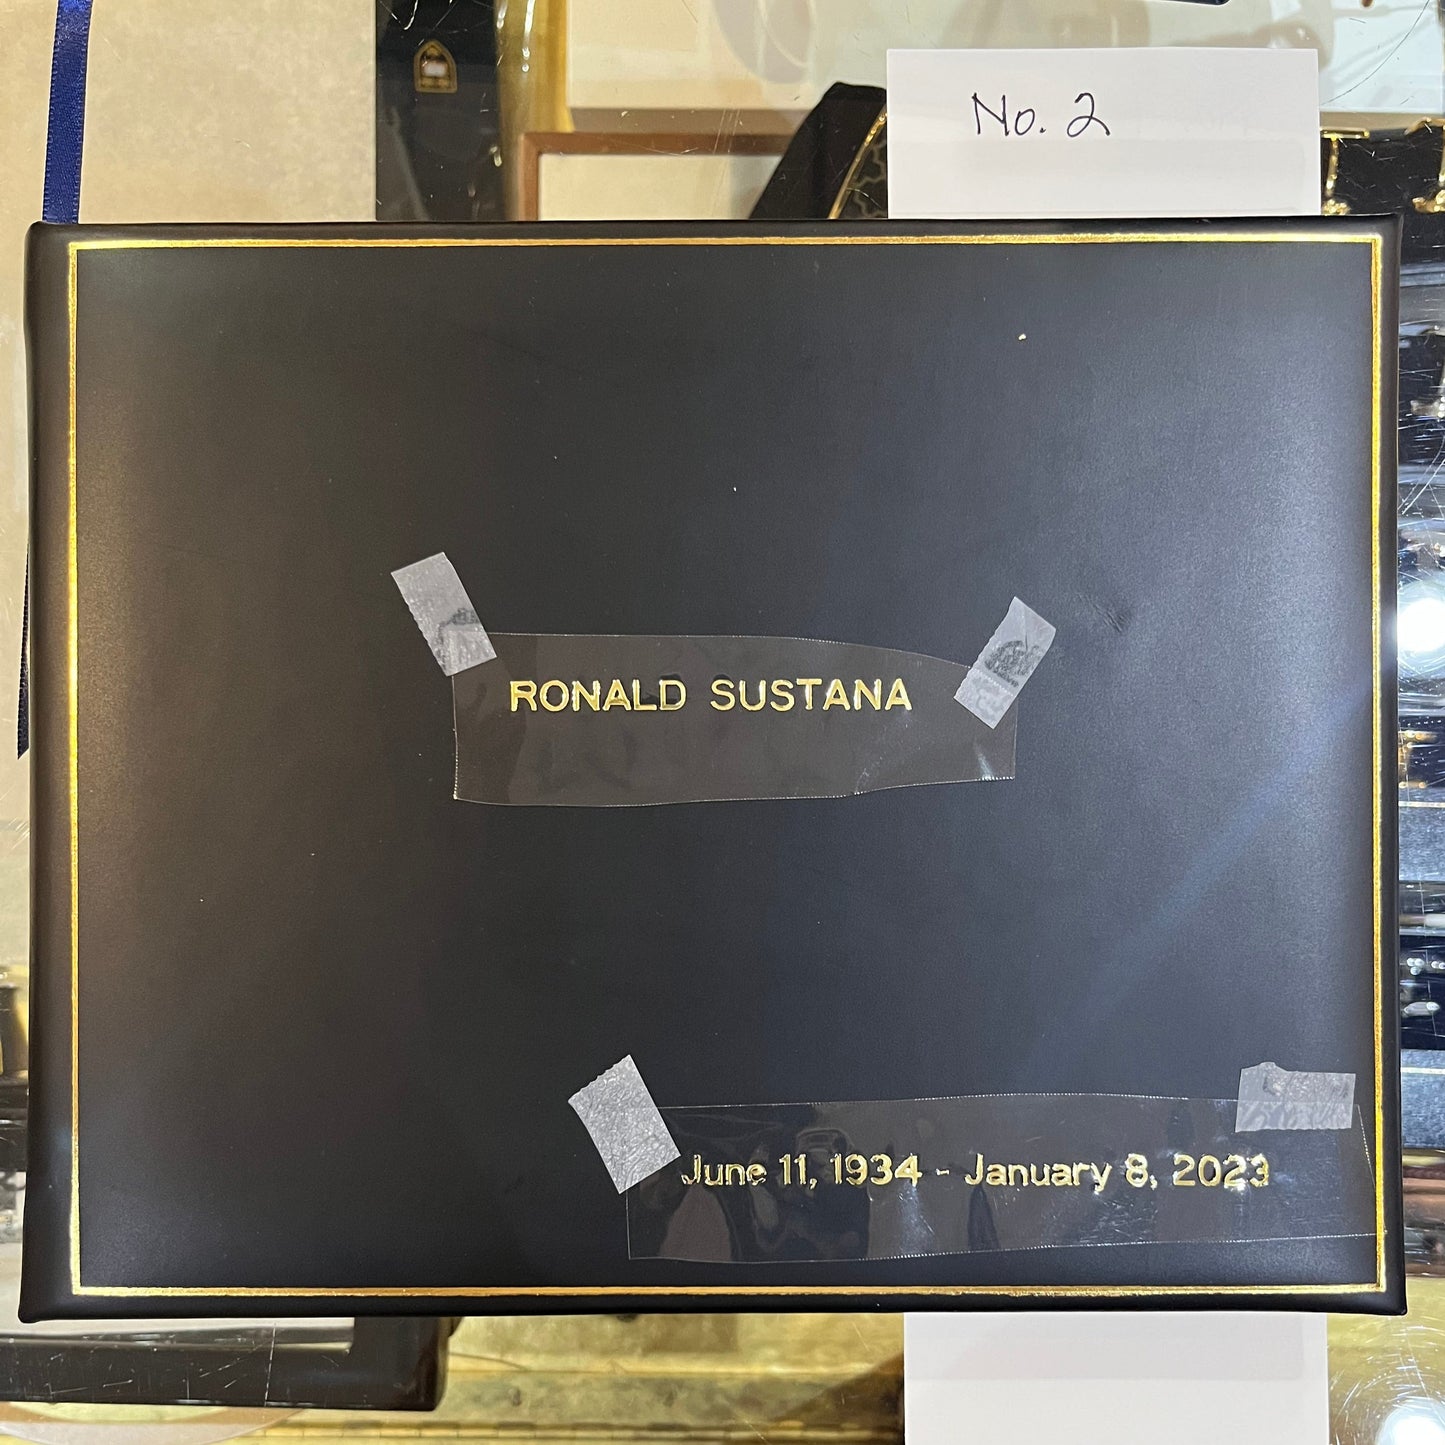 No. 2
RONALD SUSTANA
June 11, 1934 - January 8, 2023